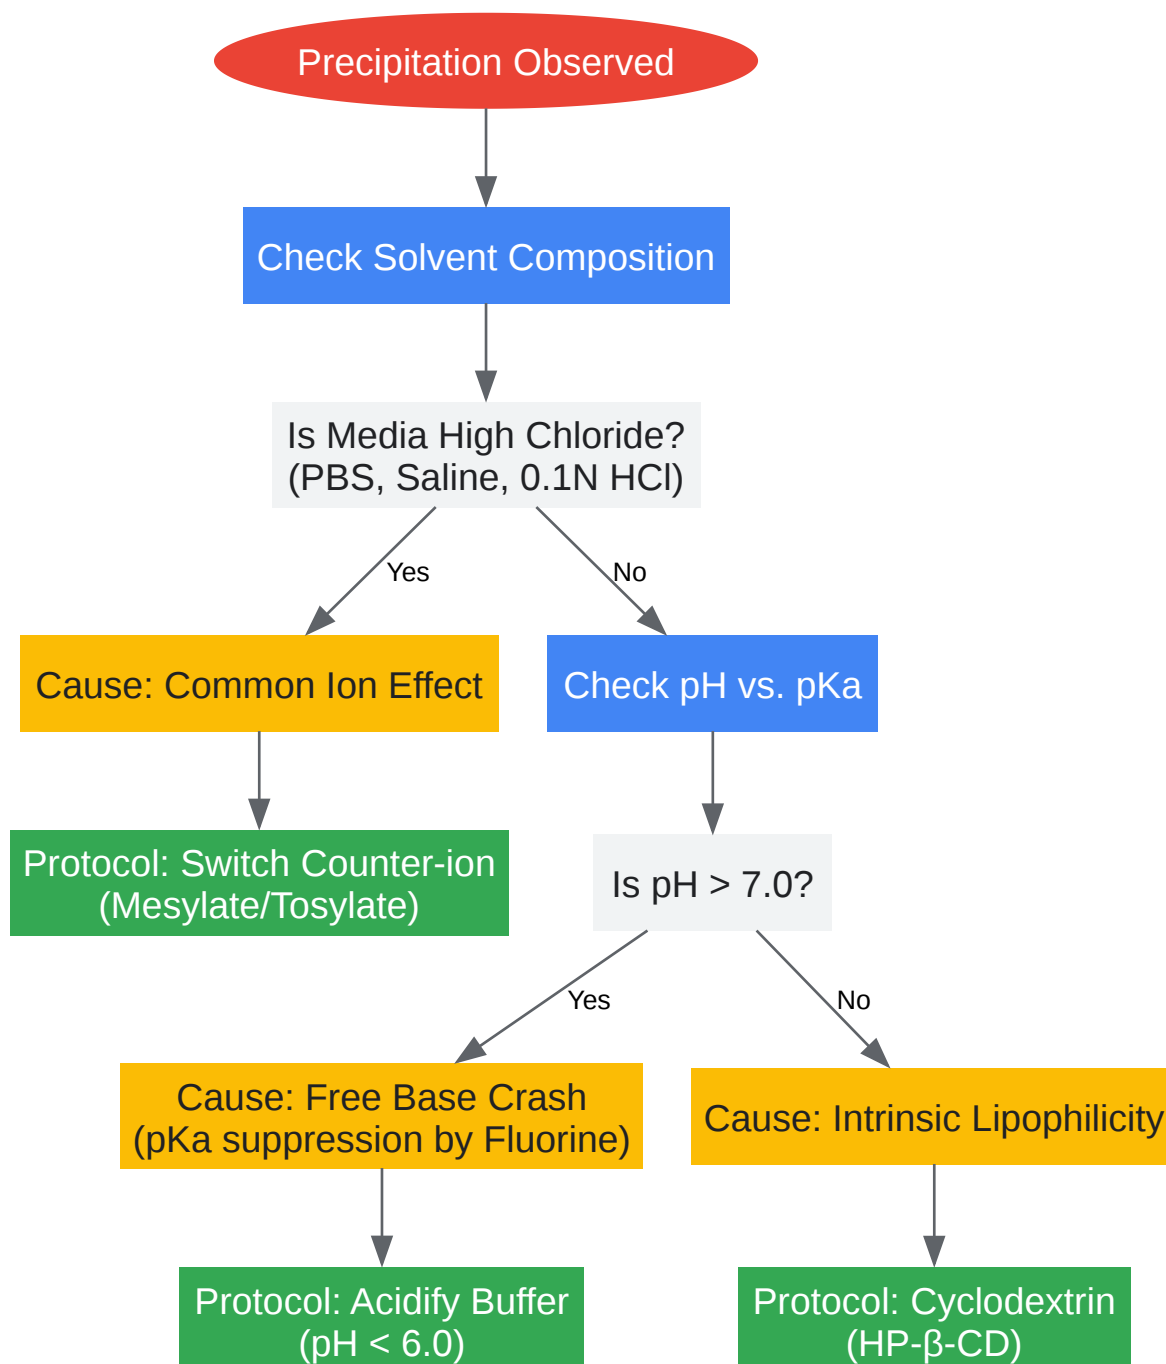 Precipitation Observed
Check Solvent Composition
Is Media High Chloride?
(PBS, Saline, 0.1N HCl)
Yes
No
Cause: Common Ion Effect
Check pH vs. pKa
Protocol: Switch Counter-ion
(Mesylate/Tosylate)
Is pH > 7.0?
Yes
No
Cause: Free Base Crash
(pKa suppression by Fluorine)
Cause: Intrinsic Lipophilicity
Protocol: Acidify Buffer
(pH < 6.0)
Protocol: Cyclodextrin
(HP-β-CD)